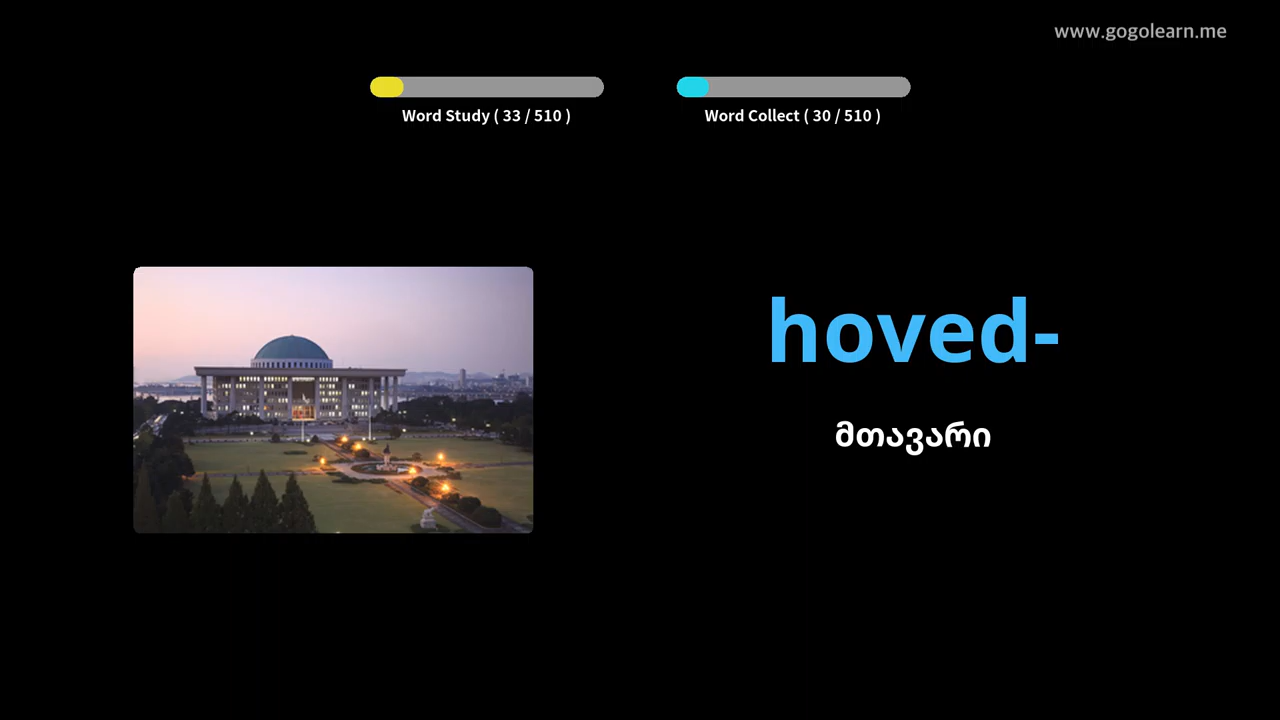 www.gogolearn.me
Word Study ( 33 / 510 )
Word Collect ( 30 / 510 )
hoved-
მთავარი